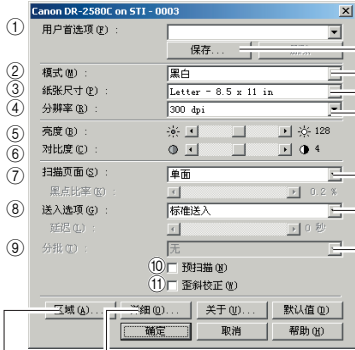 Canon DR-2580C on STI - 0003
① 用户首选项(P) :
保存... 删除
② 模式(M) : 黑白
③ 纸张尺寸(P) : Letter - 8.5 x 11 in
④ 分辨率(R) : 300 dpi
⑤ 亮度(B) : 128
⑥ 对比度(C) : 4
⑦ 扫描页面(S) : 单面
黑点比率(K) : 0.2 %
⑧ 送入选项(G) : 标准送入
延迟(L) : 0 秒
⑨ 分批(T) : 无
⑩ 预扫描(N)
⑪ 歪斜校正(W)
区域(A)... 详细(O)... 关于(U)... 默认值(D)
确定 取消 帮助(H)